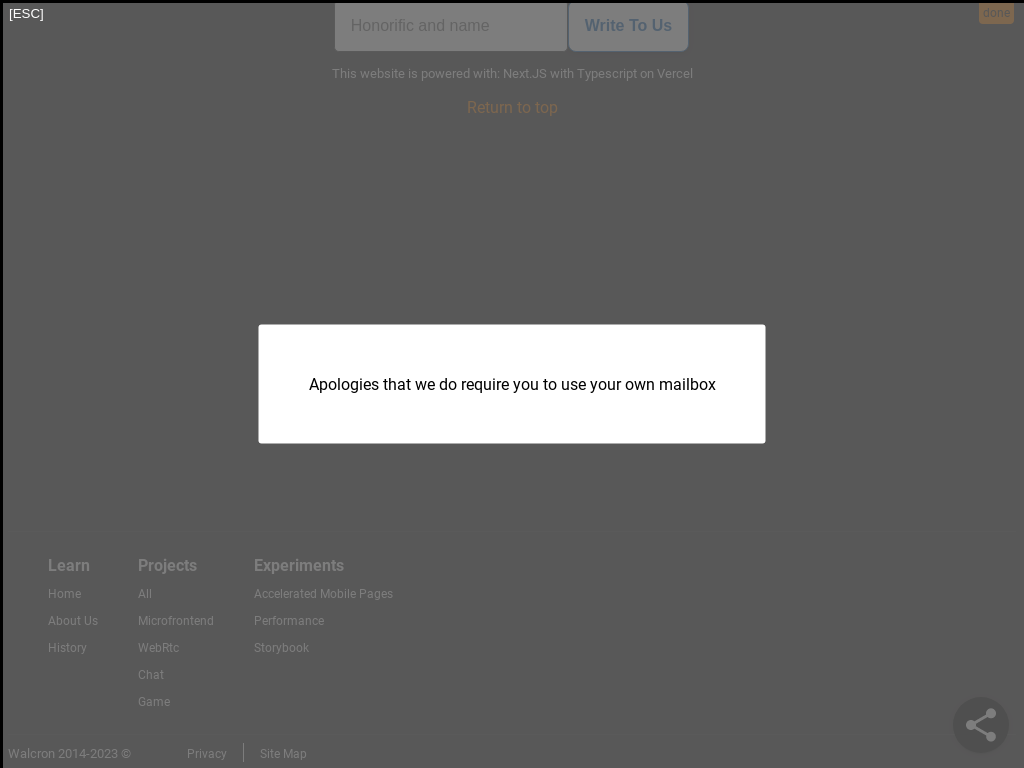 [ESC]
done
Honorific and name
Write To Us
This website is powered with: Next.JS with Typescript on Vercel
Return to top
Apologies that we do require you to use your own mailbox
Learn
Home
About Us
History
Projects
All
Microfrontend
WebRtc
Chat
Game
Experiments
Accelerated Mobile Pages
Performance
Storybook
Walcron 2014-2023 ©
Privacy
Site Map